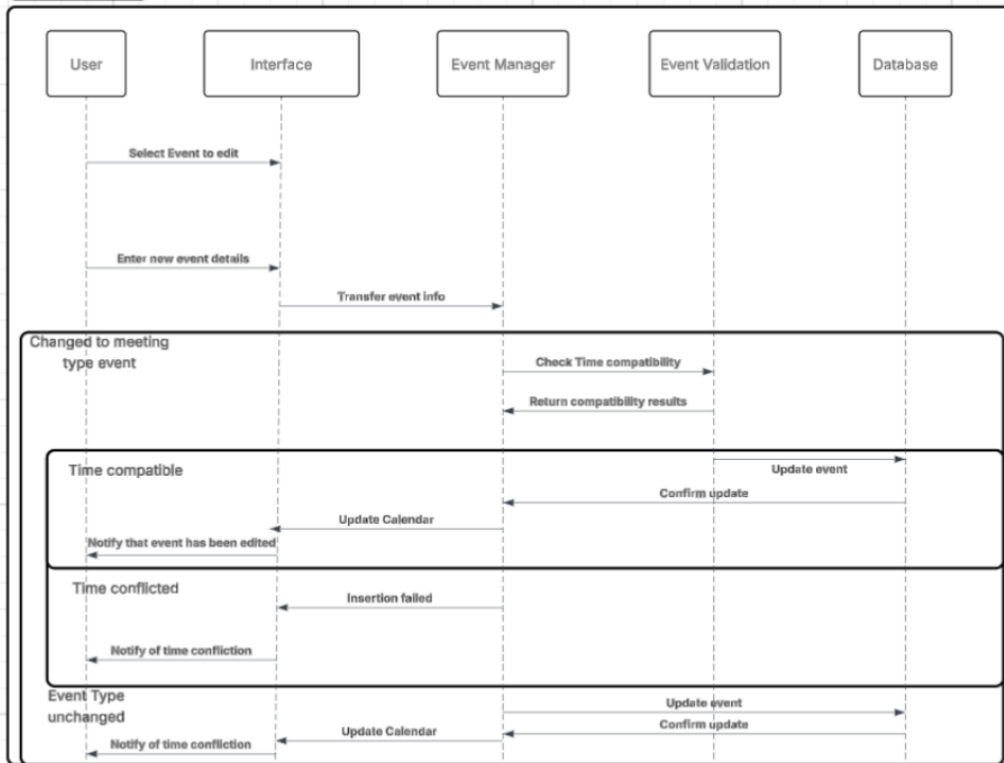 User
Interface
Event Manager
Event Validation
Database
Select Event to edit
Enter new event details
Transfer event info
Changed to meeting
type event
Check Time compatibility
Return compatibility results
Time compatible
Update event
Confirm update
Update Calendar
Notify that event has been edited
Time conflicted
Insertion failed
Notify of time confliction
Event Type
unchanged
Update event
Confirm update
Update Calendar
Notify of time confliction